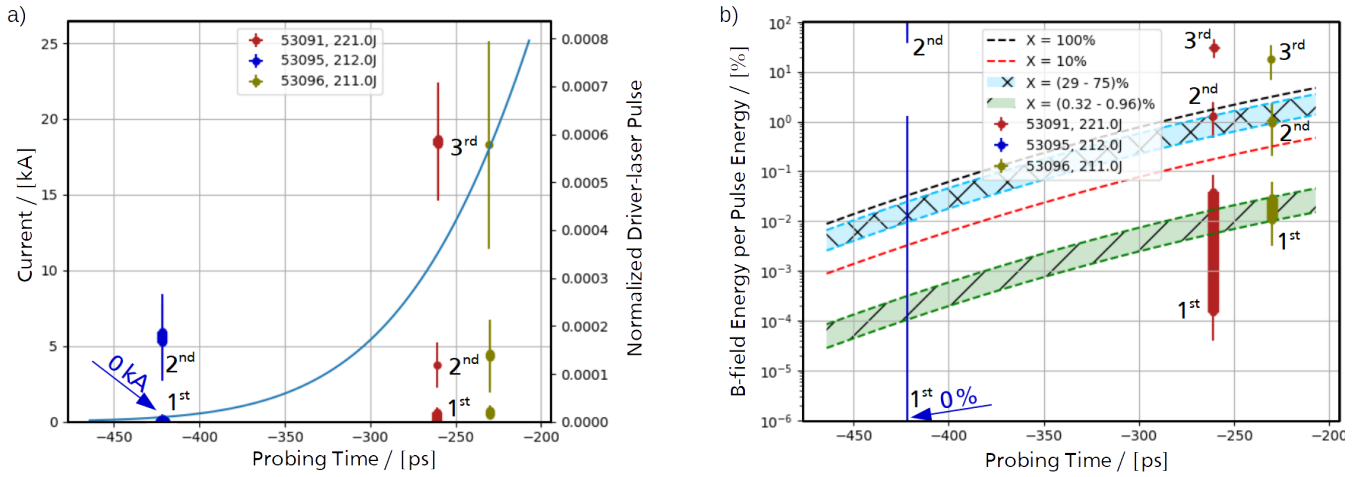 a)
Current / [kA]
25
20
15
10
5
0
53091, 221.0J
53095, 212.0J
53096, 211.0J
3rd
2nd
1st
2nd
1st
0 kA
0.0008
0.0007
0.0006
0.0005
0.0004
0.0003
0.0002
0.0001
0.0000
Normalized Driver-laser Pulse
−450
−400
−350
−300
−250
−200
Probing Time / [ps]
b)
B-field Energy per Pulse Energy / [%]
10²
10¹
10⁰
10⁻¹
10⁻²
10⁻³
10⁻⁴
10⁻⁵
10⁻⁶
X = 100%
X = 10%
X = (29 - 75)%
X = (0.32 - 0.96)%
53091, 221.0J
53095, 212.0J
53096, 211.0J
2nd
3rd
3rd
2nd
2nd
1st
1st
1st 0%
−450
−400
−350
−300
−250
−200
Probing Time / [ps]